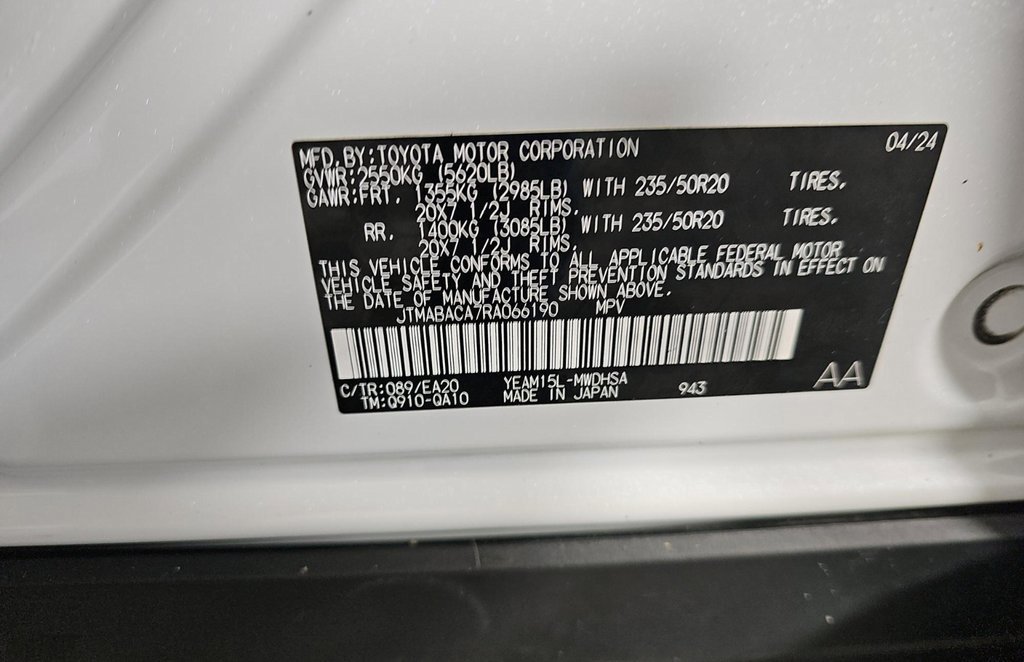 MFD. BY: TOYOTA MOTOR CORPORATION 04/24
GVWR: 2550KG (5620LB)
GAWR: FRT. 1355KG (2985LB) WITH 235/50R20 TIRES.
20X7 1/2J RIMS.
RR. 1400KG (3085LB) WITH 235/50R20 TIRES.
20X7 1/2J RIMS.
THIS VEHICLE CONFORMS TO ALL APPLICABLE FEDERAL MOTOR
VEHICLE SAFETY AND THEFT PREVENTION STANDARDS IN EFFECT ON
THE DATE OF MANUFACTURE SHOWN ABOVE.
JTMABACA7RA066190 MPV
C/TR: 089/EA20 YEAM15L-MWDHSA 943 AA
TM: Q910-QA10 MADE IN JAPAN